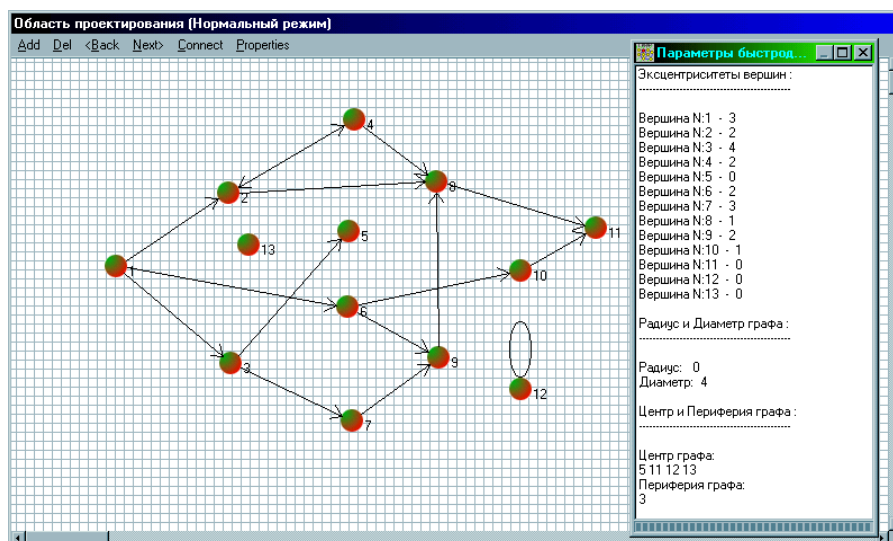 Область проектирования (Нормальный режим)
Add Del <Back Next> Connect Properties
Параметры быстрод...
Эксцентриситеты вершин :
Вершина N:1 - 3
Вершина N:2 - 2
Вершина N:3 - 4
Вершина N:4 - 2
Вершина N:5 - 0
Вершина N:6 - 2
Вершина N:7 - 3
Вершина N:8 - 1
Вершина N:9 - 2
Вершина N:10 - 1
Вершина N:11 - 0
Вершина N:12 - 0
Вершина N:13 - 0
Радиус и Диаметр графа :
Радиус: 0
Диаметр: 4
Центр и Периферия графа :
Центр графа:
5 11 12 13
Периферия графа:
3
4
8
2
5
11
13
1
10
6
3
9
12
7